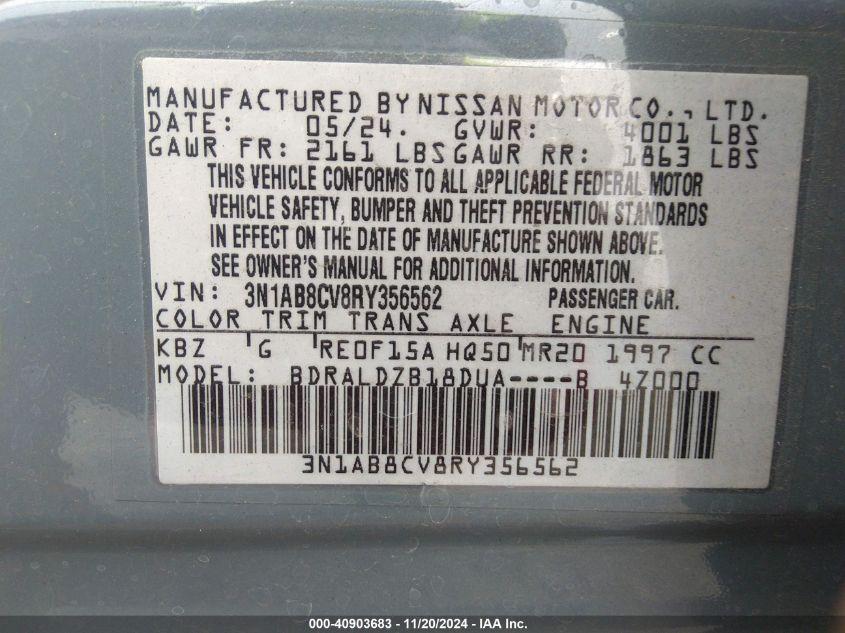 MANUFACTURED BY NISSAN MOTOR CO., LTD.
DATE: 05/24. GVWR: 4001 LBS
GAWR FR: 2161 LBS GAWR RR: 1863 LBS
THIS VEHICLE CONFORMS TO ALL APPLICABLE FEDERAL MOTOR
VEHICLE SAFETY, BUMPER AND THEFT PREVENTION STANDARDS
IN EFFECT ON THE DATE OF MANUFACTURE SHOWN ABOVE.
SEE OWNER'S MANUAL FOR ADDITIONAL INFORMATION.
VIN: 3N1AB8CV8RY356562 PASSENGER CAR.
COLOR TRIM TRANS AXLE ENGINE
KBZ G RE0F15A HQ50 MR20 1997 CC
MODEL: BDRALDZB18DUA----B 4Z000
3N1AB8CV8RY356562
000-40903683 - 11/20/2024 - IAA Inc.